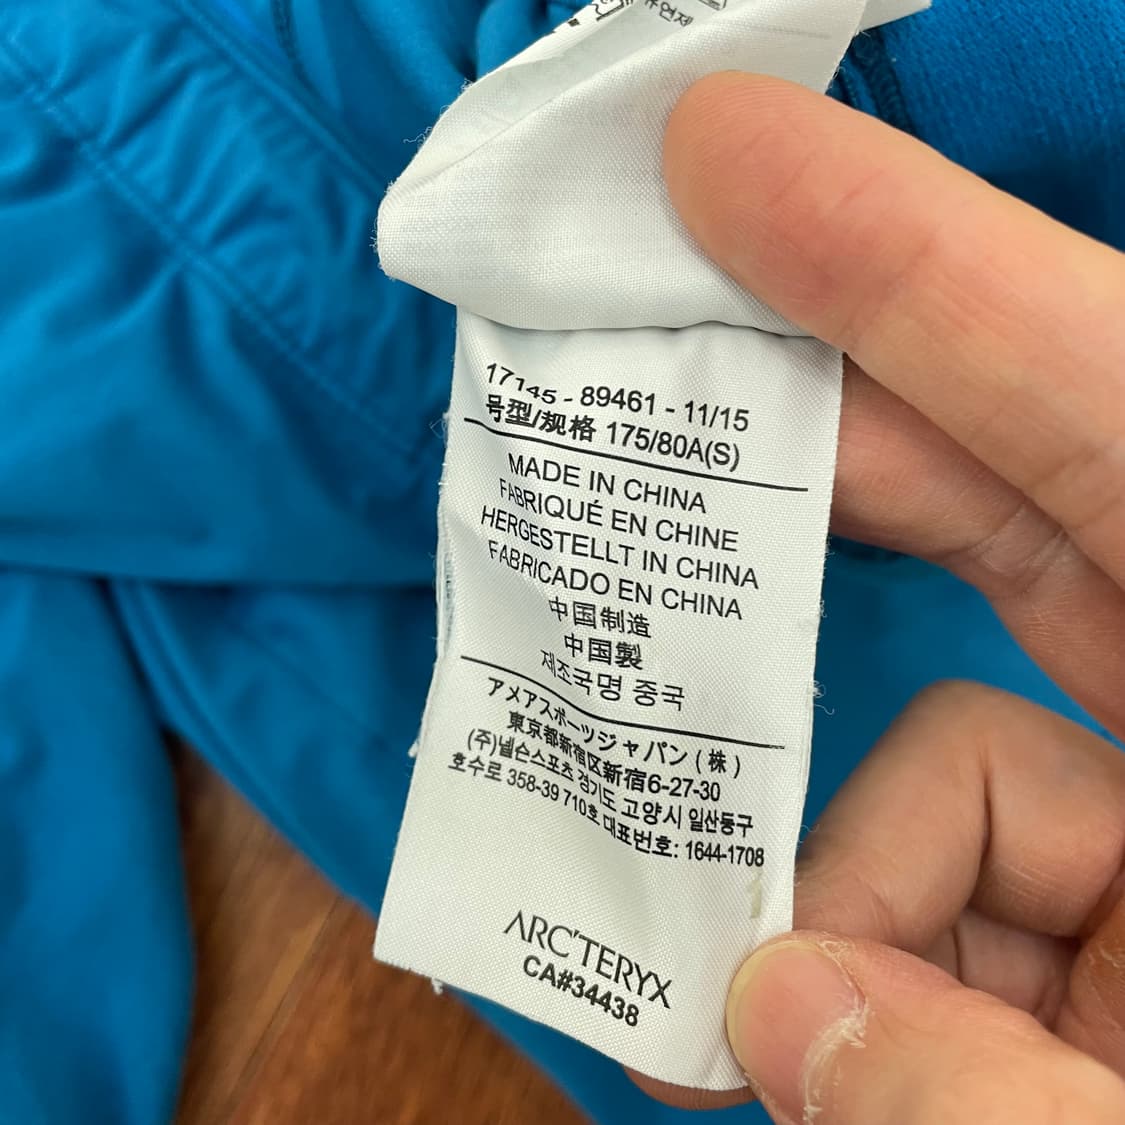 유연제
17145 - 89461 - 11/15
号型/规格 175/80A(S)
MADE IN CHINA
FABRIQUÉ EN CHINE
HERGESTELLT IN CHINA
FABRICADO EN CHINA
中国制造
中国製
제조국명 중국
アメアスポーツジャパン(株)
東京都新宿区新宿6-27-30
(주)넬슨스포츠 경기도 고양시 일산동구
호수로 358-39 710호 대표번호: 1644-1708
ARC'TERYX
CA#34438